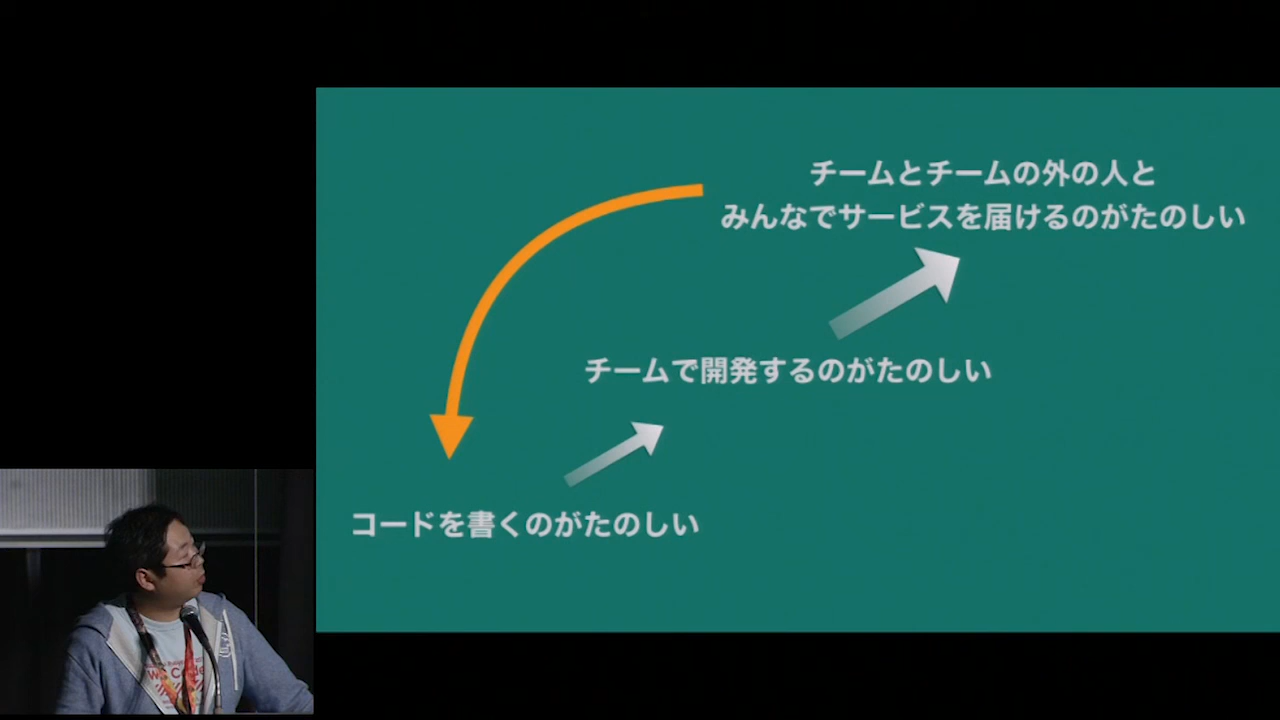 チームとチームの外の人と
みんなでサービスを届けるのがたのしい
チームで開発するのがたのしい
コードを書くのがたのしい